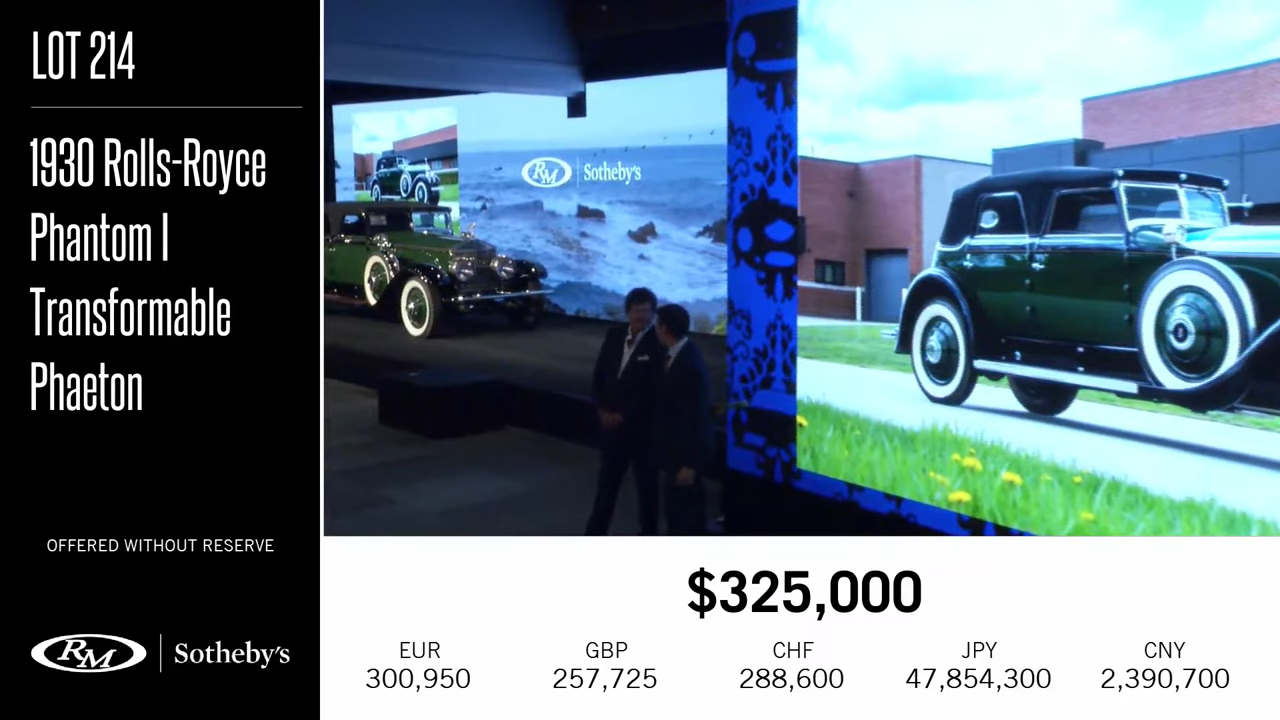 LOT 214
1930 Rolls-Royce
Phantom I
Transformable
Phaeton
OFFERED WITHOUT RESERVE
RM Sotheby's
RM Sotheby's
$325,000
EUR
300,950
GBP
257,725
CHF
288,600
JPY
47,854,300
CNY
2,390,700